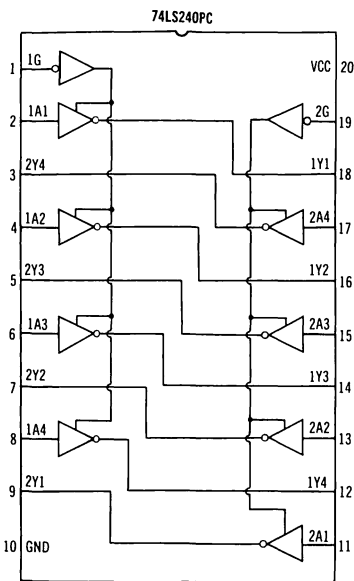 74LS240PC
1 1G VCC 20
2 1A1 2G 19
3 2Y4 1Y1 18
4 1A2 2A4 17
5 2Y3 1Y2 16
6 1A3 2A3 15
7 2Y2 1Y3 14
8 1A4 2A2 13
9 2Y1 1Y4 12
10 GND 2A1 11